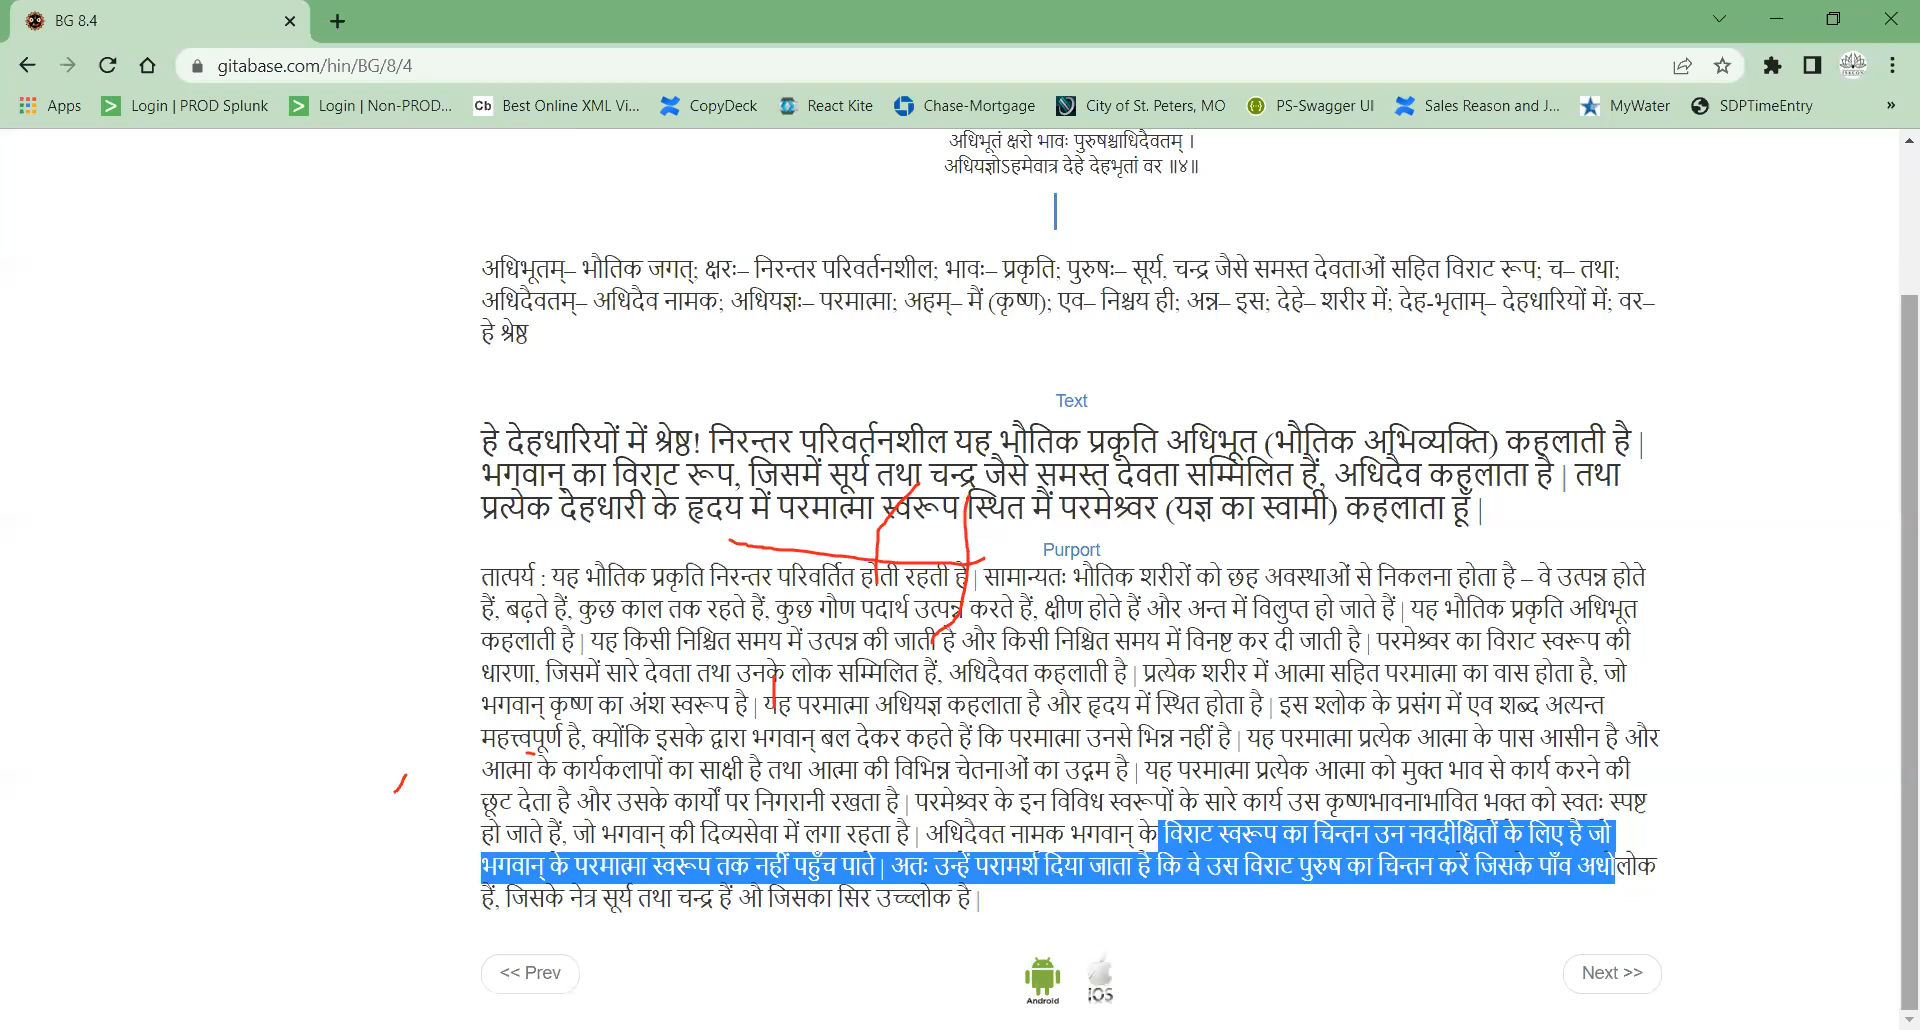 BG 8.4
gitabase.com/hin/BG/8/4
Apps Login | PROD Splunk Login | Non-PROD... Cb Best Online XML Vi... CopyDeck React Kite Chase-Mortgage City of St. Peters, MO PS-Swagger UI Sales Reason and J... MyWater SDPTimeEntry »
अधिभूतं क्षरो भावः पुरुषश्चाधिदैवतम् ।
अधियज्ञोऽहमेवात्र देहे देहभृतां वर ॥४॥
अधिभूतम्– भौतिक जगत्; क्षरः– निरन्तर परिवर्तनशील; भावः– प्रकृति; पुरुषः– सूर्य, चन्द्र जैसे समस्त देवताओं सहित विराट रूप; च– तथा;
अधिदैवतम्– अधिदैव नामक; अधियज्ञः– परमात्मा; अहम्– मैं (कृष्ण); एव– निश्चय ही; अन्न– इस; देहे– शरीर में; देह-भृताम्– देहधारियों में; वर–
हे श्रेष्ठ
Text
हे देहधारियों में श्रेष्ठ! निरन्तर परिवर्तनशील यह भौतिक प्रकृति अधिभूत (भौतिक अभिव्यक्ति) कहलाती है |
भगवान् का विराट रूप, जिसमें सूर्य तथा चन्द्र जैसे समस्त देवता सम्मिलित हैं, अधिदैव कहलाता है | तथा
प्रत्येक देहधारी के हृदय में परमात्मा स्वरूप स्थित मैं परमेश्र्वर (यज्ञ का स्वामी) कहलाता हूँ |
Purport
तात्पर्य : यह भौतिक प्रकृति निरन्तर परिवर्तित होती रहती है | सामान्यतः भौतिक शरीरों को छह अवस्थाओं से निकलना होता है – वे उत्पन्न होते
हैं, बढ़ते हैं, कुछ काल तक रहते हैं, कुछ गौण पदार्थ उत्पन्न करते हैं, क्षीण होते हैं और अन्त में विलुप्त हो जाते हैं | यह भौतिक प्रकृति अधिभूत
कहलाती है | यह किसी निश्चित समय में उत्पन्न की जाती है और किसी निश्चित समय में विनष्ट कर दी जाती है | परमेश्र्वर का विराट स्वरूप की
धारणा, जिसमें सारे देवता तथा उनके लोक सम्मिलित हैं, अधिदैवत कहलाती है | प्रत्येक शरीर में आत्मा सहित परमात्मा का वास होता है, जो
भगवान् कृष्ण का अंश स्वरूप है | यह परमात्मा अधियज्ञ कहलाता है और हृदय में स्थित होता है | इस श्लोक के प्रसंग में एव शब्द अत्यन्त
महत्त्वपूर्ण है, क्योंकि इसके द्वारा भगवान् बल देकर कहते हैं कि परमात्मा उनसे भिन्न नहीं है | यह परमात्मा प्रत्येक आत्मा के पास आसीन है और
आत्मा के कार्यकलापों का साक्षी है तथा आत्मा की विभिन्न चेतनाओं का उद्गम है | यह परमात्मा प्रत्येक आत्मा को मुक्त भाव से कार्य करने की
छूट देता है और उसके कार्यों पर निगरानी रखता है | परमेश्र्वर के इन विविध स्वरूपों के सारे कार्य उस कृष्णभावनाभावित भक्त को स्वतः स्पष्ट
हो जाते हैं, जो भगवान् की दिव्यसेवा में लगा रहता है | अधिदैवत नामक भगवान् के विराट स्वरूप का चिन्तन उन नवदीक्षितों के लिए है जो
भगवान् के परमात्मा स्वरूप तक नहीं पहुँच पाते | अतः उन्हें परामर्श दिया जाता है कि वे उस विराट पुरुष का चिन्तन करें जिसके पाँव अधोलोक
हैं, जिसके नेत्र सूर्य तथा चन्द्र हैं औ जिसका सिर उच्च्लोक है |
<< Prev Android iOS Next >>